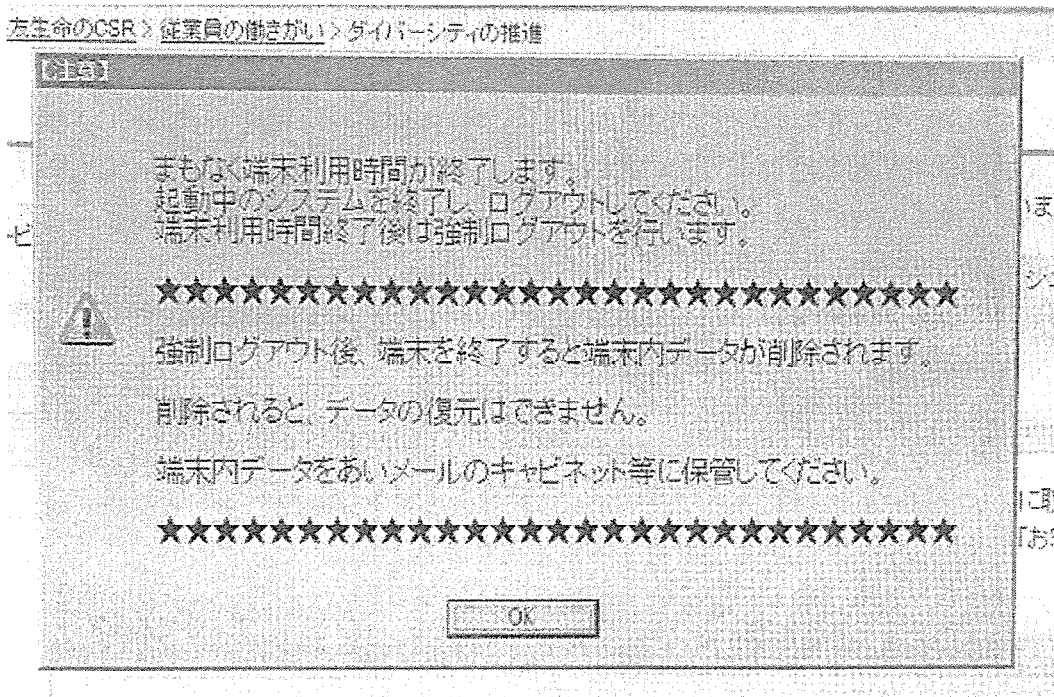 友生命のCSR > 従業員の働きがい > ダイバーシティの推進
【注意】
まもなく端末利用時間が終了します。
起動中のシステムを終了し、ログアウトしてください。
端末利用時間終了後は強制ログアウトを行います。
★★★★★★★★★★★★★★★★★★★★★★★★★★★★★
強制ログアウト後、端末を終了すると端末内データが削除されます。
削除されると、データの復元はできません。
端末内データをあいメールのキャビネット等に保管してください。
★★★★★★★★★★★★★★★★★★★★★★★★★★★★★
OK
いま
ービ
シ
に取
「お